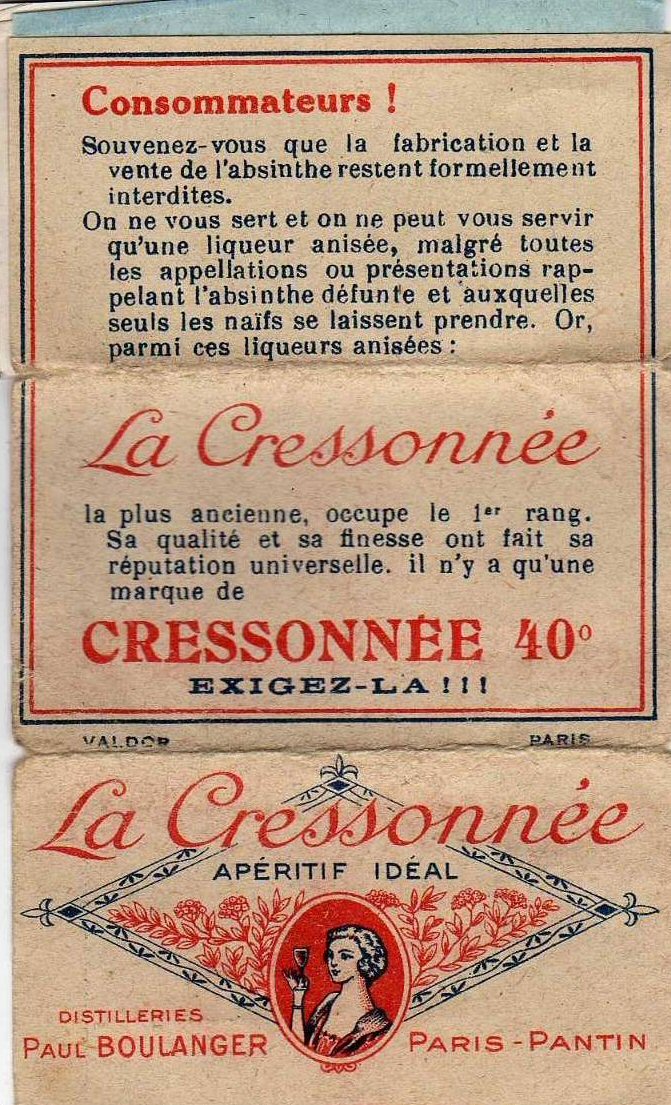 Consommateurs !
Souvenez-vous que la fabrication et la
vente de l'absinthe restent formellement
interdites.
On ne vous sert et on ne peut vous servir
qu'une liqueur anisée, malgré toutes
les appellations ou présentations rap-
pelant l'absinthe défunte et auxquelles
seuls les naïfs se laissent prendre. Or,
parmi ces liqueurs anisées :
La Cressonnée
la plus ancienne, occupe le 1er rang.
Sa qualité et sa finesse ont fait sa
réputation universelle. il n'y a qu'une
marque de
CRESSONNÉE 40°
EXIGEZ-LA !!!
VALDOR PARIS
La Cressonnée
APÉRITIF IDÉAL
DISTILLERIES
PAUL BOULANGER PARIS - PANTIN